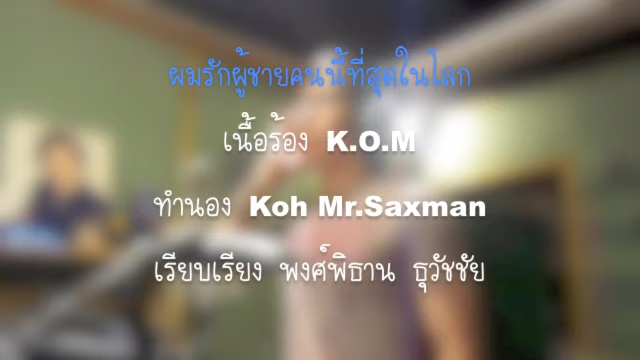 ผมรักผู้ชายคนนี้ที่สุดในโลก
เนื้อร้อง K.O.M
ทำนอง Koh Mr.Saxman
เรียบเรียง พงศ์พิธาน ธุวัชชัย